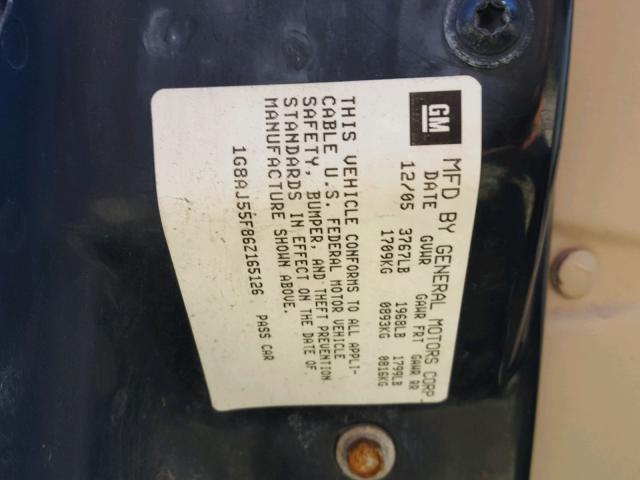 GM
MFD BY GENERAL MOTORS CORP.
DATE GVWR GAWR FRT GAWR RR
12/05 3767LB 1968LB 1799LB
1709KG 0893KG 0816KG
THIS VEHICLE CONFORMS TO ALL APPLI-
CABLE U.S. FEDERAL MOTOR VEHICLE
SAFETY, BUMPER, AND THEFT PREVENTION
STANDARDS IN EFFECT ON THE DATE OF
MANUFACTURE SHOWN ABOVE.
1G8AJ55F86Z165126 PASS CAR